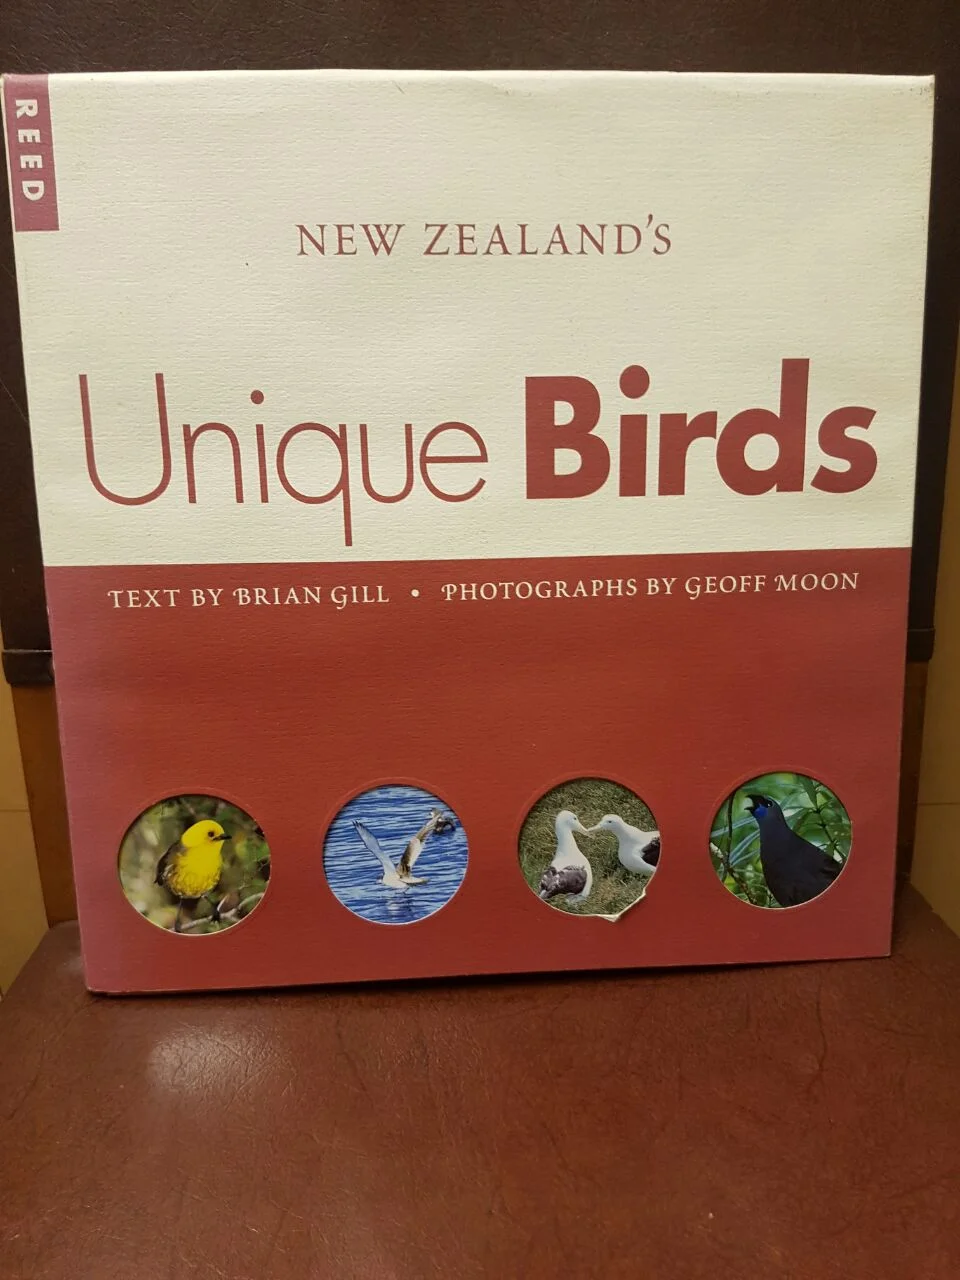 REED
NEW ZEALAND'S
Unique Birds
TEXT BY BRIAN GILL • PHOTOGRAPHS BY GEOFF MOON